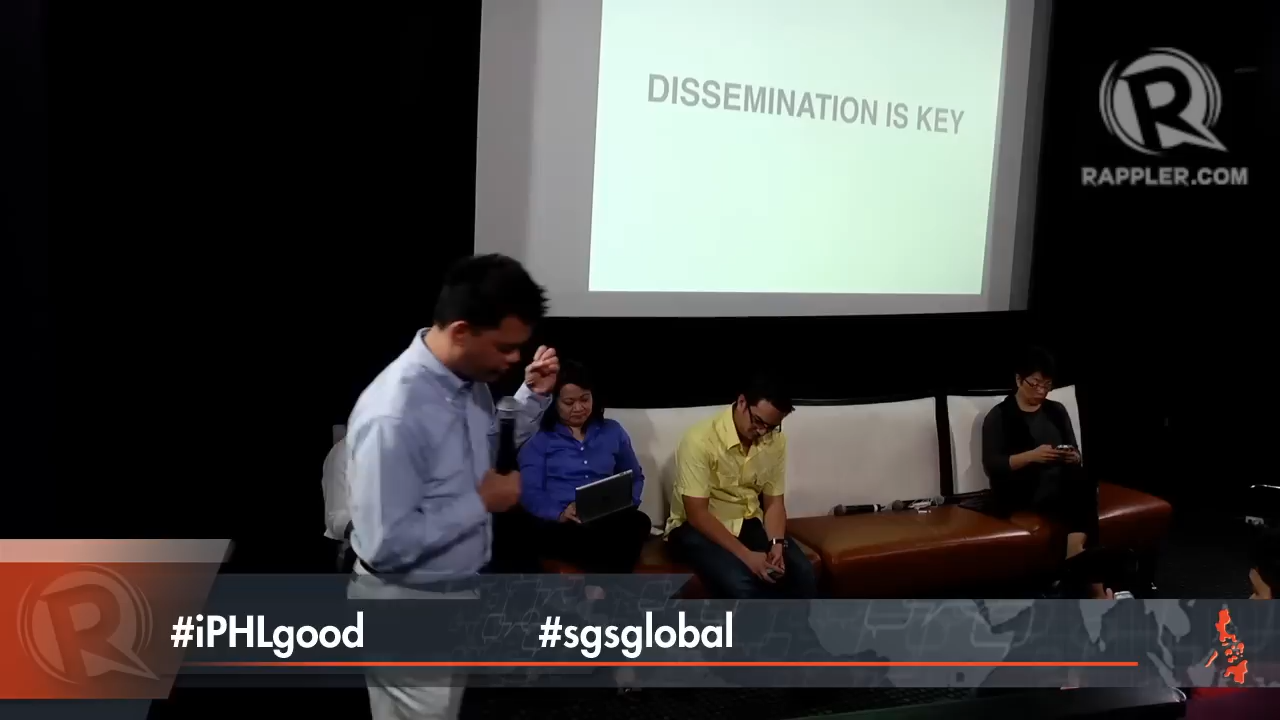 DISSEMINATION IS KEY
R
RAPPLER.COM
R
#iPHLgood #sgsglobal